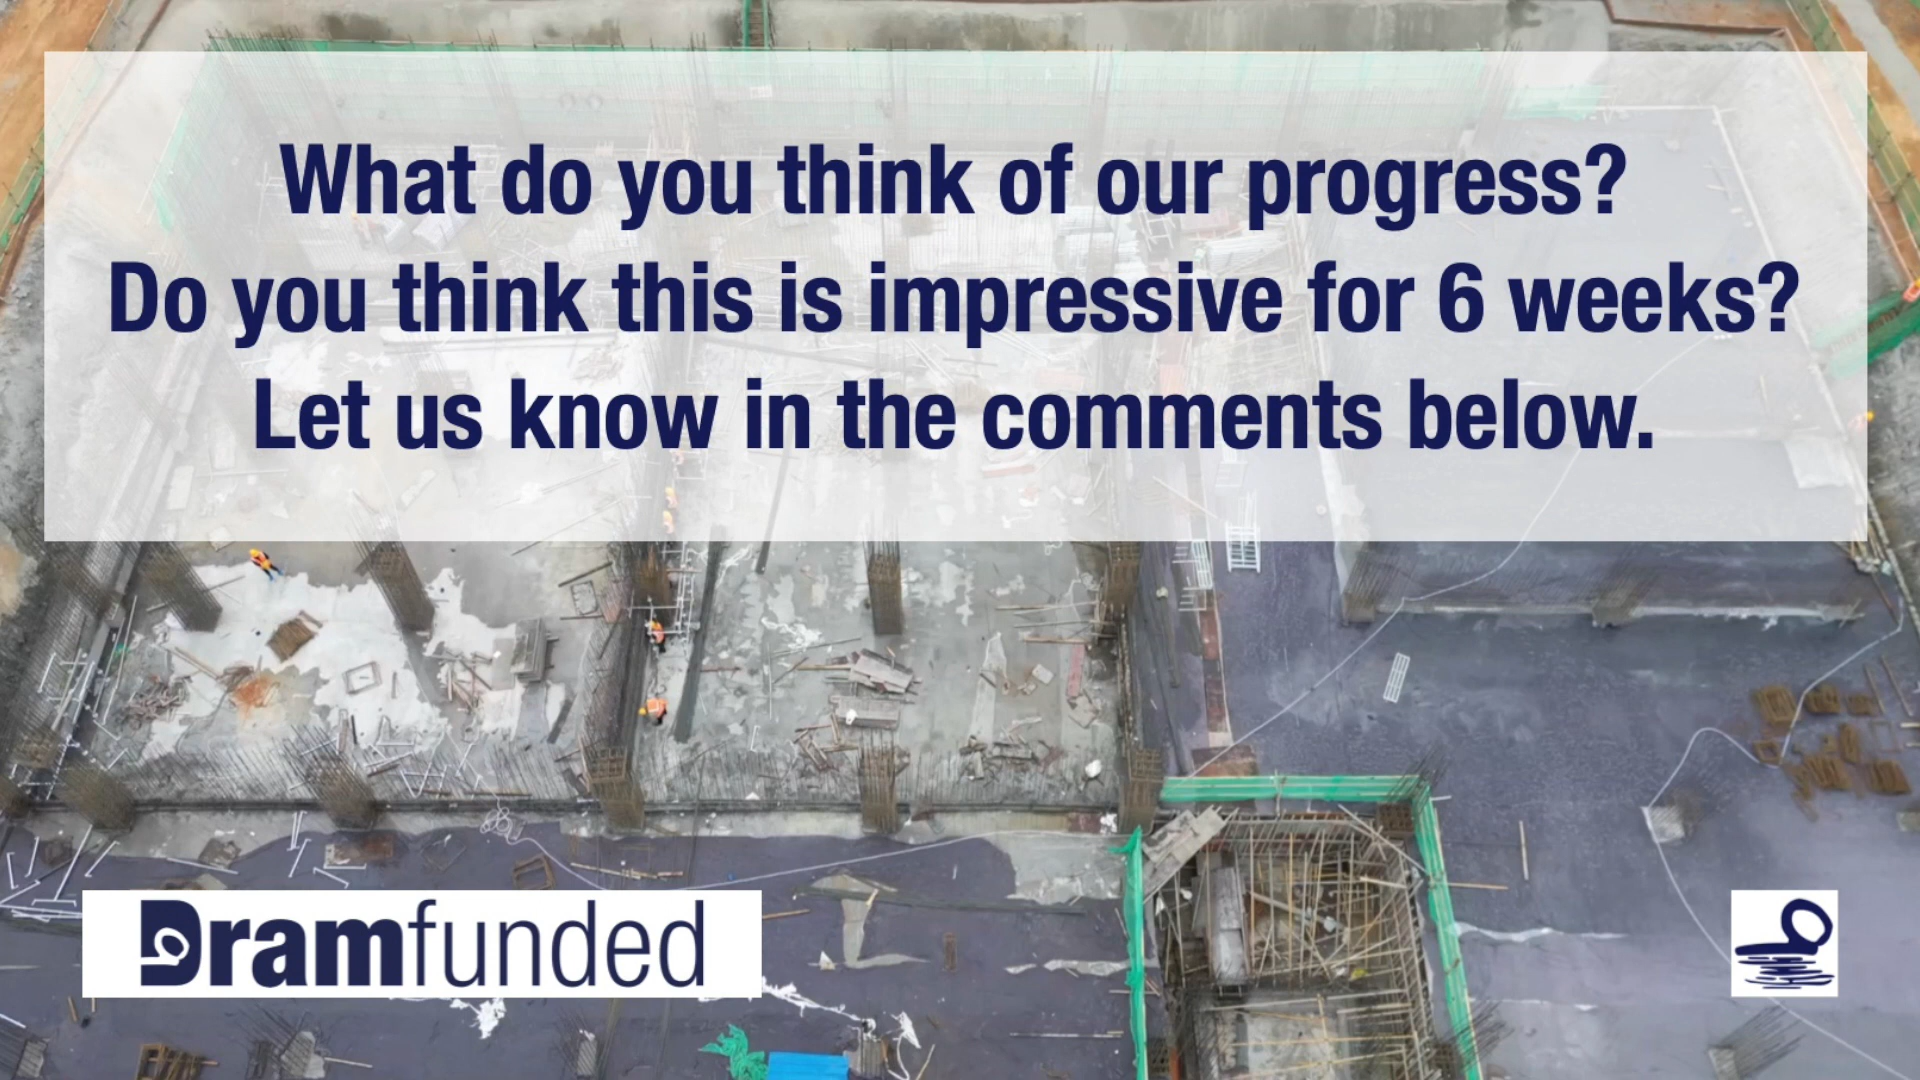 What do you think of our progress?
Do you think this is impressive for 6 weeks?
Let us know in the comments below.
Dramfunded